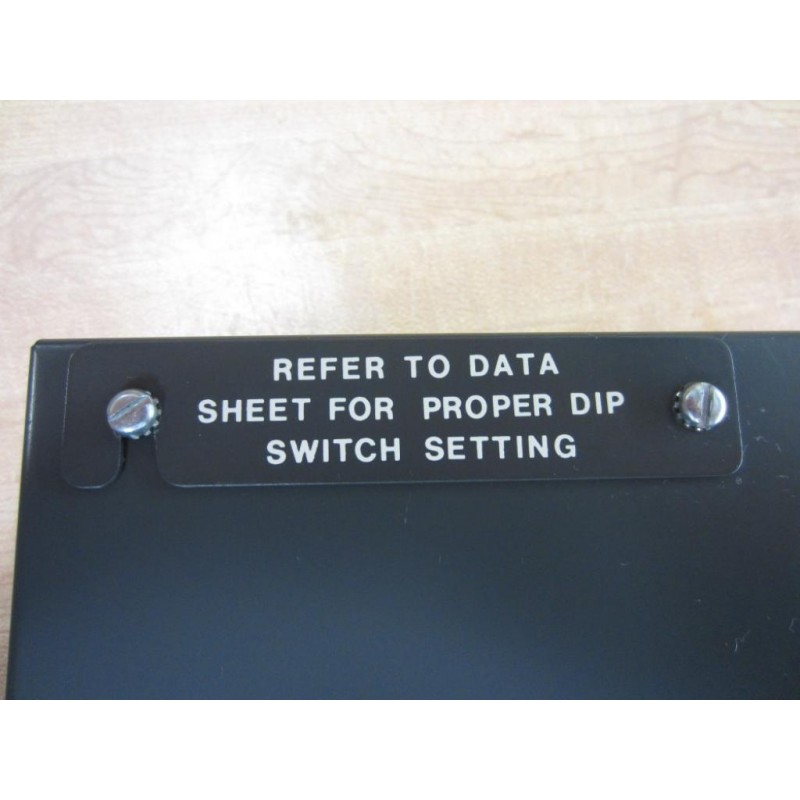 REFER TO DATA
SHEET FOR PROPER DIP
SWITCH SETTING